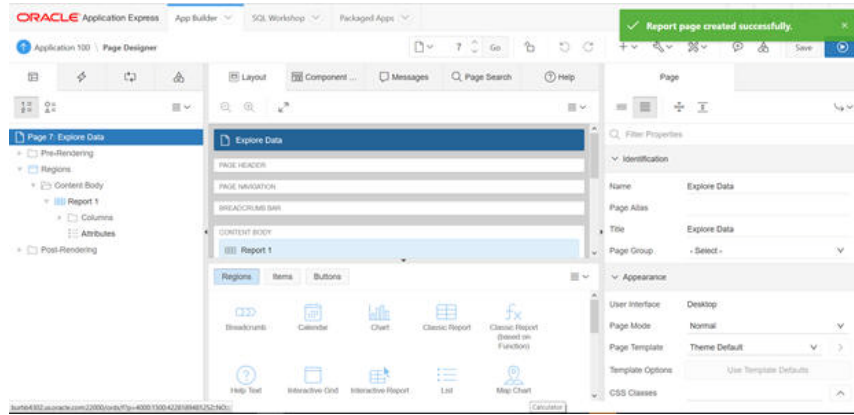 ORACLE Application Express
App Builder
SQL Workshop
Packaged Apps
Report page created successfully.
Application 100 \ Page Designer
7
Go
Save
Layout
Component ...
Messages
Page Search
Help
Page
Page 7: Explore Data
Pre-Rendering
Regions
Content Body
Report 1
Columns
Attributes
Post-Rendering
Explore Data
PAGE HEADER
PAGE NAVIGATION
BREADCRUMB BAR
CONTENT BODY
Report 1
Regions
Items
Buttons
Breadcrumb
Calendar
Chart
Classic Report
Classic Report (based on Function)
Help Text
Interactive Grid
Interactive Report
List
Map Chart
Calculator
Filter Properties
Identification
Name Explore Data
Page Alias
Title Explore Data
Page Group - Select -
Appearance
User Interface Desktop
Page Mode Normal
Page Template Theme Default
Template Options Use Template Defaults
CSS Classes